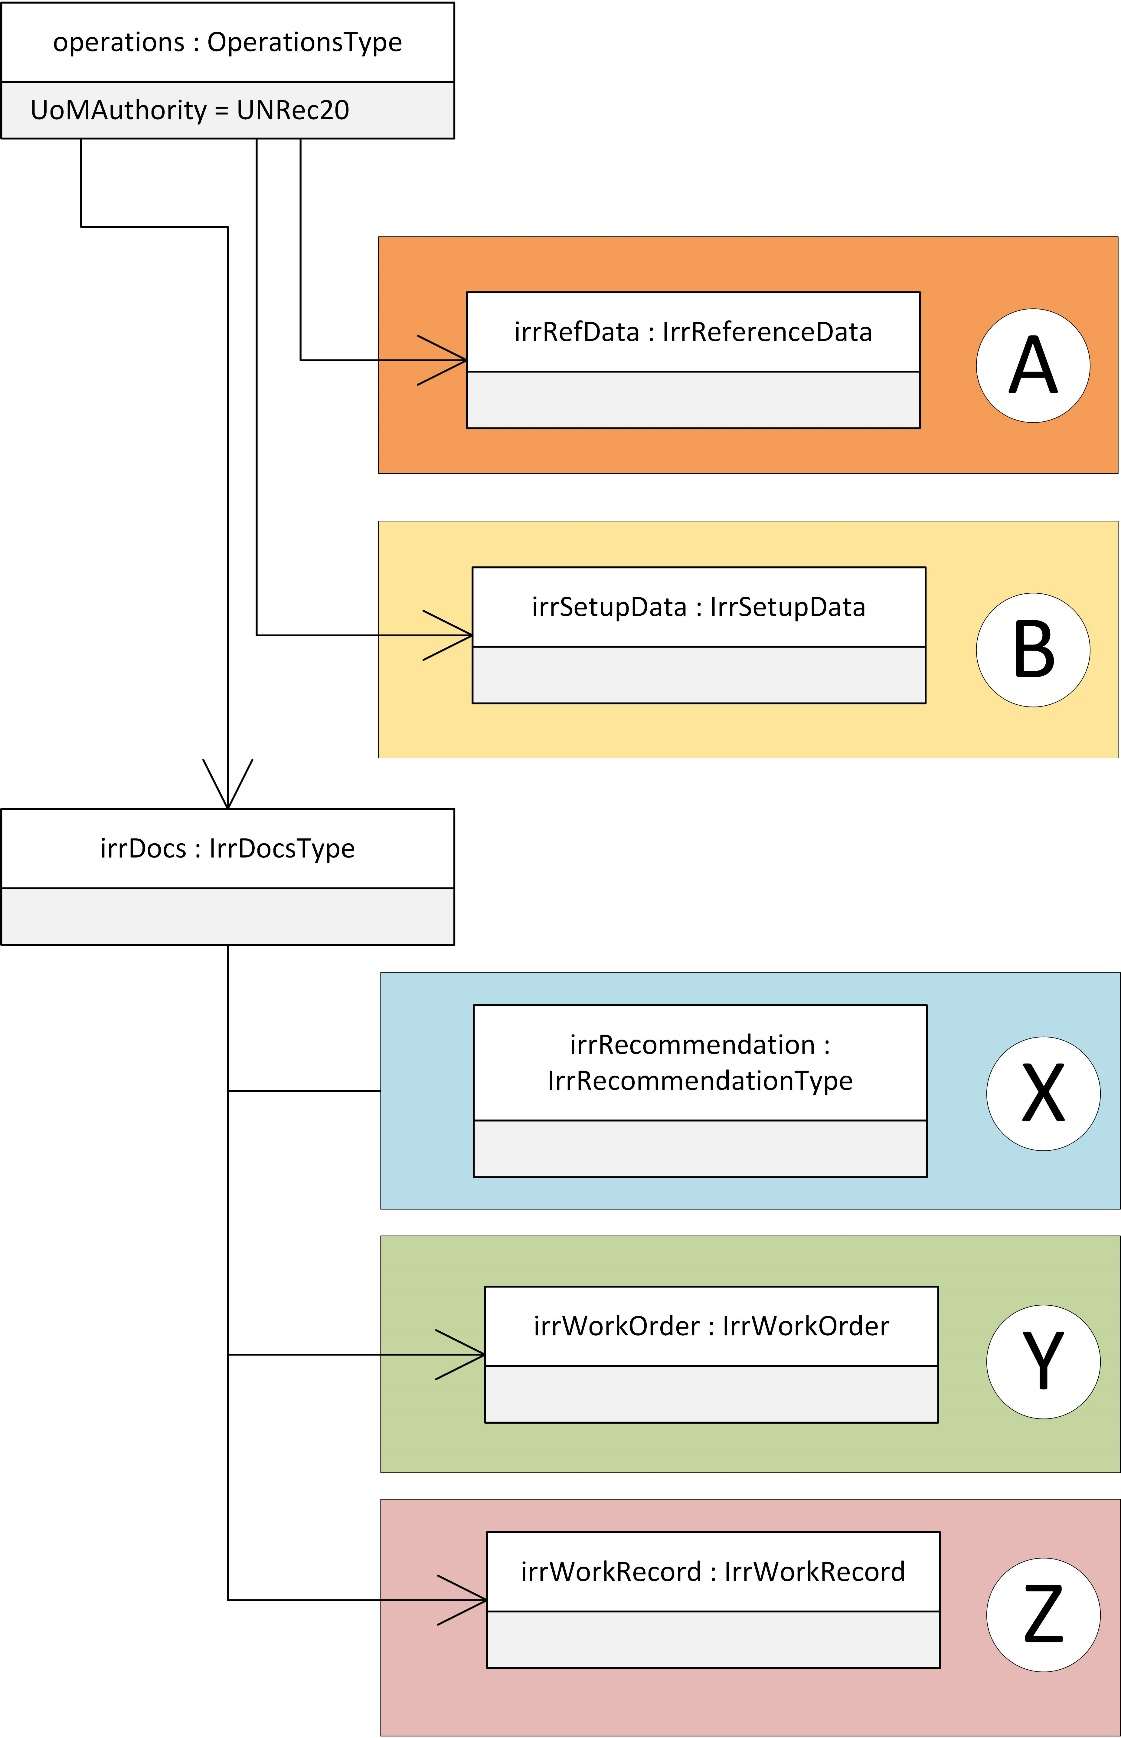 operations : OperationsType
UoMAuthority = UNRec20
irrRefData : IrrReferenceData
A
irrSetupData : IrrSetupData
B
irrDocs : IrrDocsType
irrRecommendation :
IrrRecommendationType
X
irrWorkOrder : IrrWorkOrder
Y
irrWorkRecord : IrrWorkRecord
Z